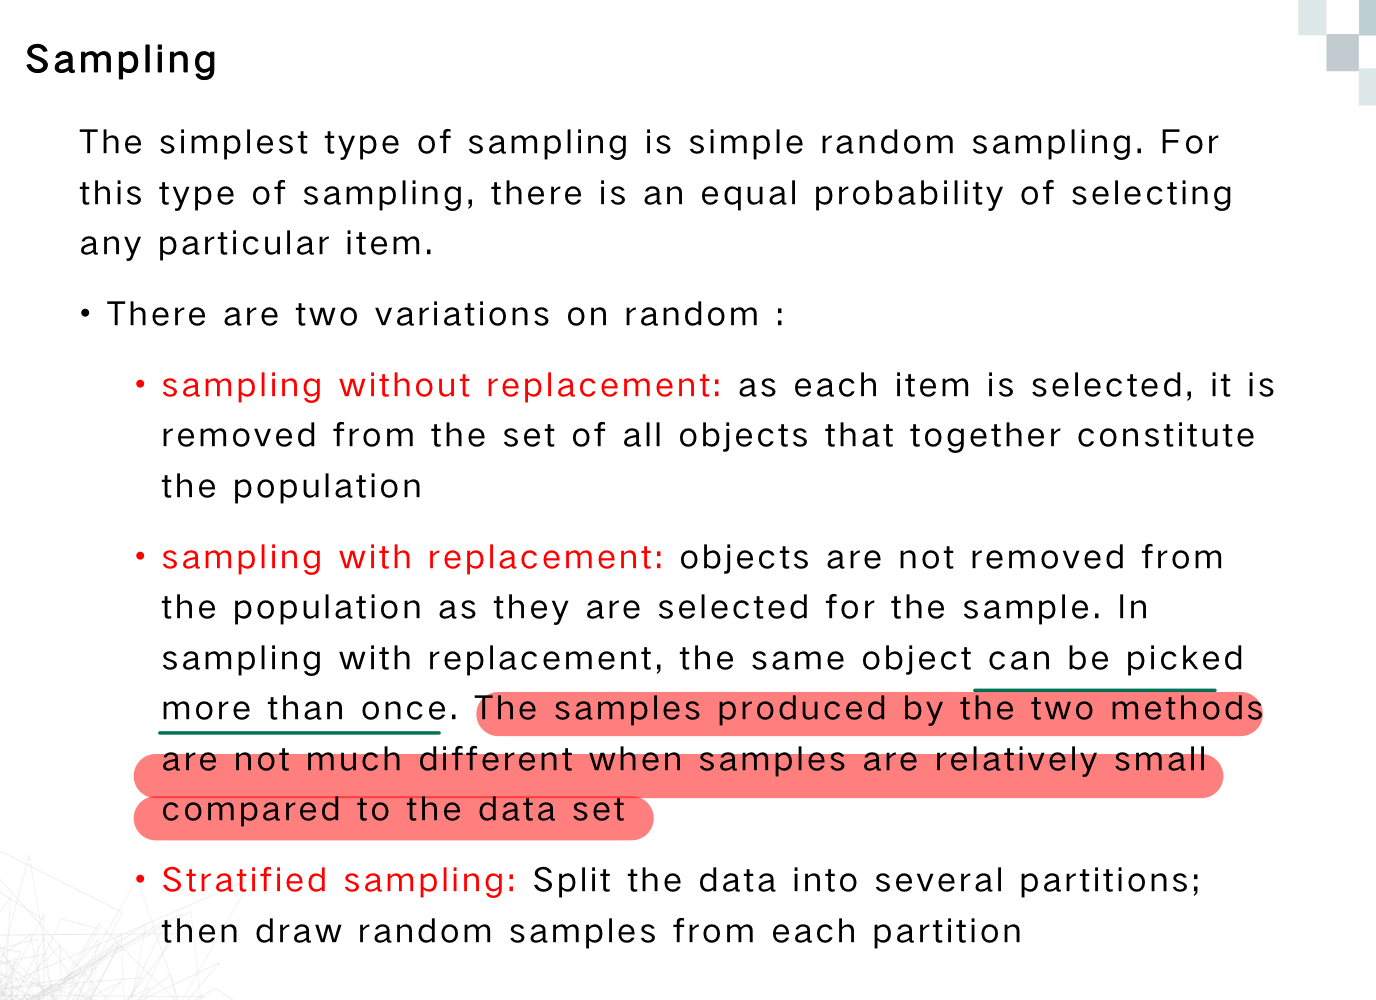 Sampling
The simplest type of sampling is simple random sampling. For
this type of sampling, there is an equal probability of selecting
any particular item.
• There are two variations on random :
• sampling without replacement: as each item is selected, it is
removed from the set of all objects that together constitute
the population
• sampling with replacement: objects are not removed from
the population as they are selected for the sample. In
sampling with replacement, the same object can be picked
more than once. The samples produced by the two methods
are not much different when samples are relatively small
compared to the data set
• Stratified sampling: Split the data into several partitions;
then draw random samples from each partition